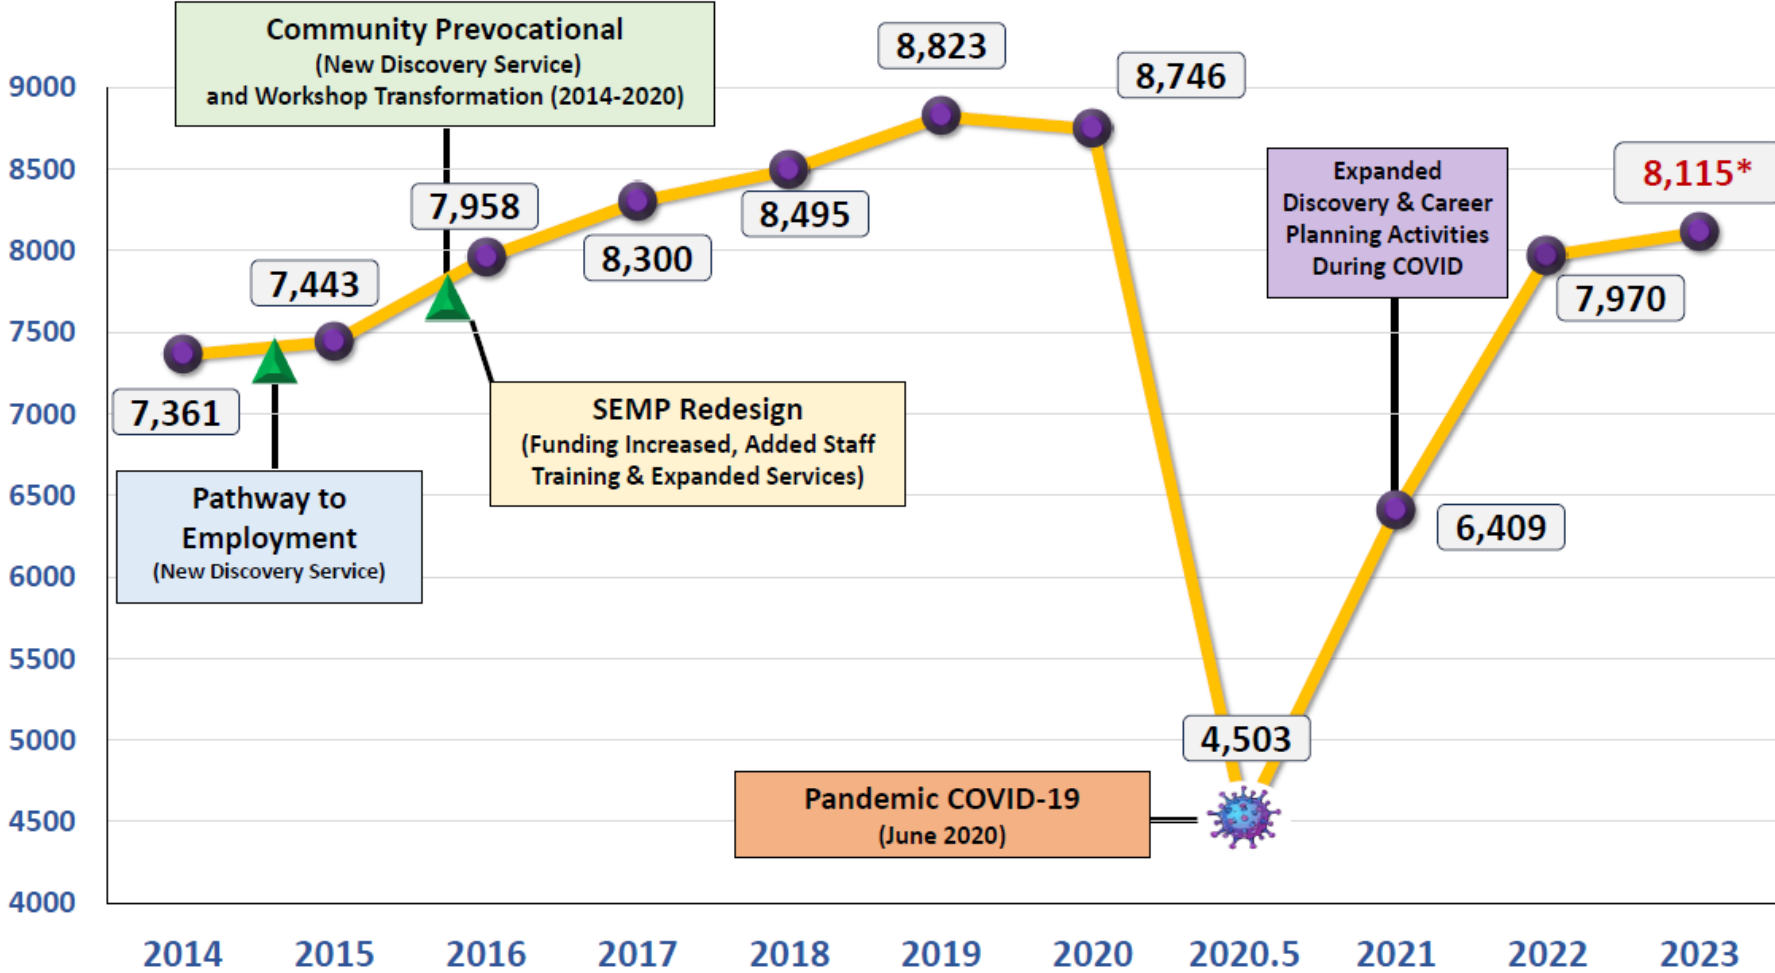 Community Prevocational
(New Discovery Service)
and Workshop Transformation (2014-2020)
8,823
8,746
9000
8500
8000
7500
7000
6500
6000
5500
5000
4500
4000
7,958
8,300
8,495
7,443
7,361
Expanded
Discovery & Career
Planning Activities
During COVID
8,115*
7,970
SEMP Redesign
(Funding Increased, Added Staff
Training & Expanded Services)
Pathway to
Employment
(New Discovery Service)
6,409
4,503
Pandemic COVID-19
(June 2020)
2014 2015 2016 2017 2018 2019 2020 2020.5 2021 2022 2023